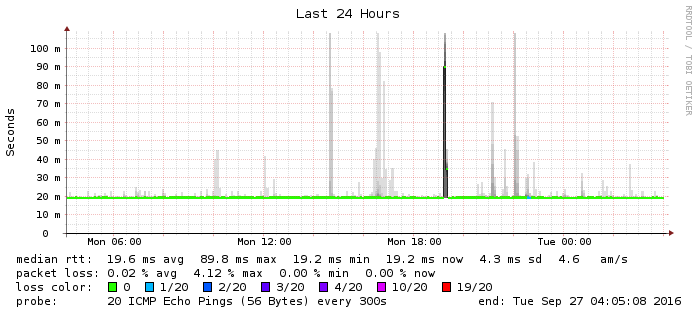 Last 24 Hours
RRDTOOL / TOBI OETIKER
Seconds
100 m
90 m
80 m
70 m
60 m
50 m
40 m
30 m
20 m
10 m
0
Mon 06:00 Mon 12:00 Mon 18:00 Tue 00:00
median rtt: 19.6 ms avg 89.8 ms max 19.2 ms min 19.2 ms now 4.3 ms sd 4.6 am/s
packet loss: 0.02 % avg 4.12 % max 0.00 % min 0.00 % now
loss color: 0 1/20 2/20 3/20 4/20 10/20 19/20
probe: 20 ICMP Echo Pings (56 Bytes) every 300s end: Tue Sep 27 04:05:08 2016